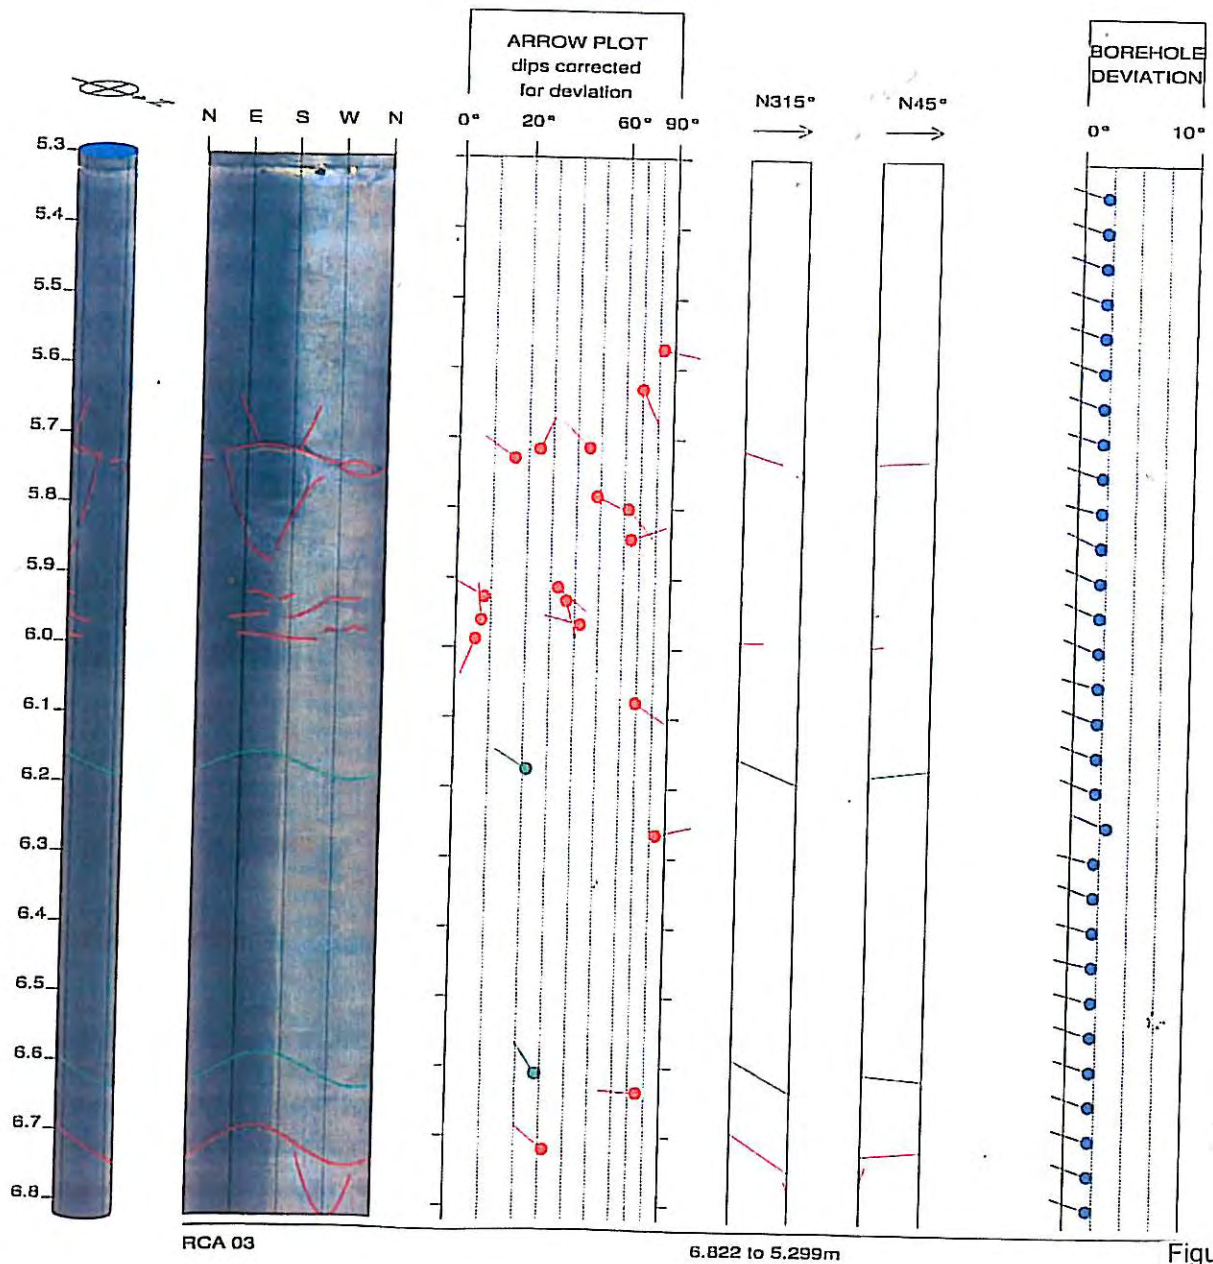 ARROW PLOT
dips corrected
for deviation
BOREHOLE
DEVIATION
N E S W N
0° 20° 60° 90°
N315°
N45°
0° 10°
5.3
5.4
5.5
5.6
5.7
5.8
5.9
6.0
6.1
6.2
6.3
6.4
6.5
6.6
6.7
6.8
RCA 03
6.822 to 5.299m
Figu